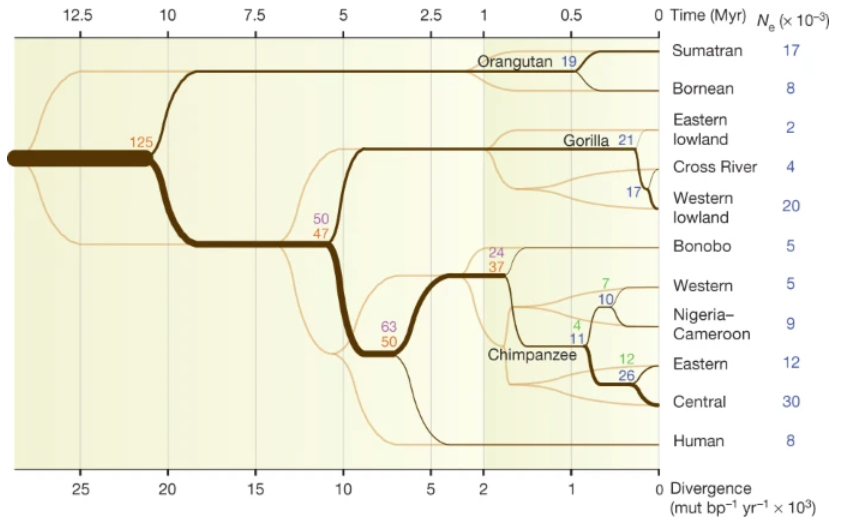 12.5 10 7.5 5 2.5 1 0.5 0 Time (Myr) Ne (× 10⁻³)
Sumatran 17
Orangutan 19
Bornean 8
Eastern
lowland 2
125
Gorilla 21
Cross River 4
17
Western
lowland 20
50
47
Bonobo 5
24
37
Western 5
7
10
Nigeria–
Cameroon 9
63
50
4
11
Chimpanzee
Eastern 12
12
26
Central 30
Human 8
25 20 15 10 5 2 1 0 Divergence
(mut bp⁻¹ yr⁻¹ × 10³)